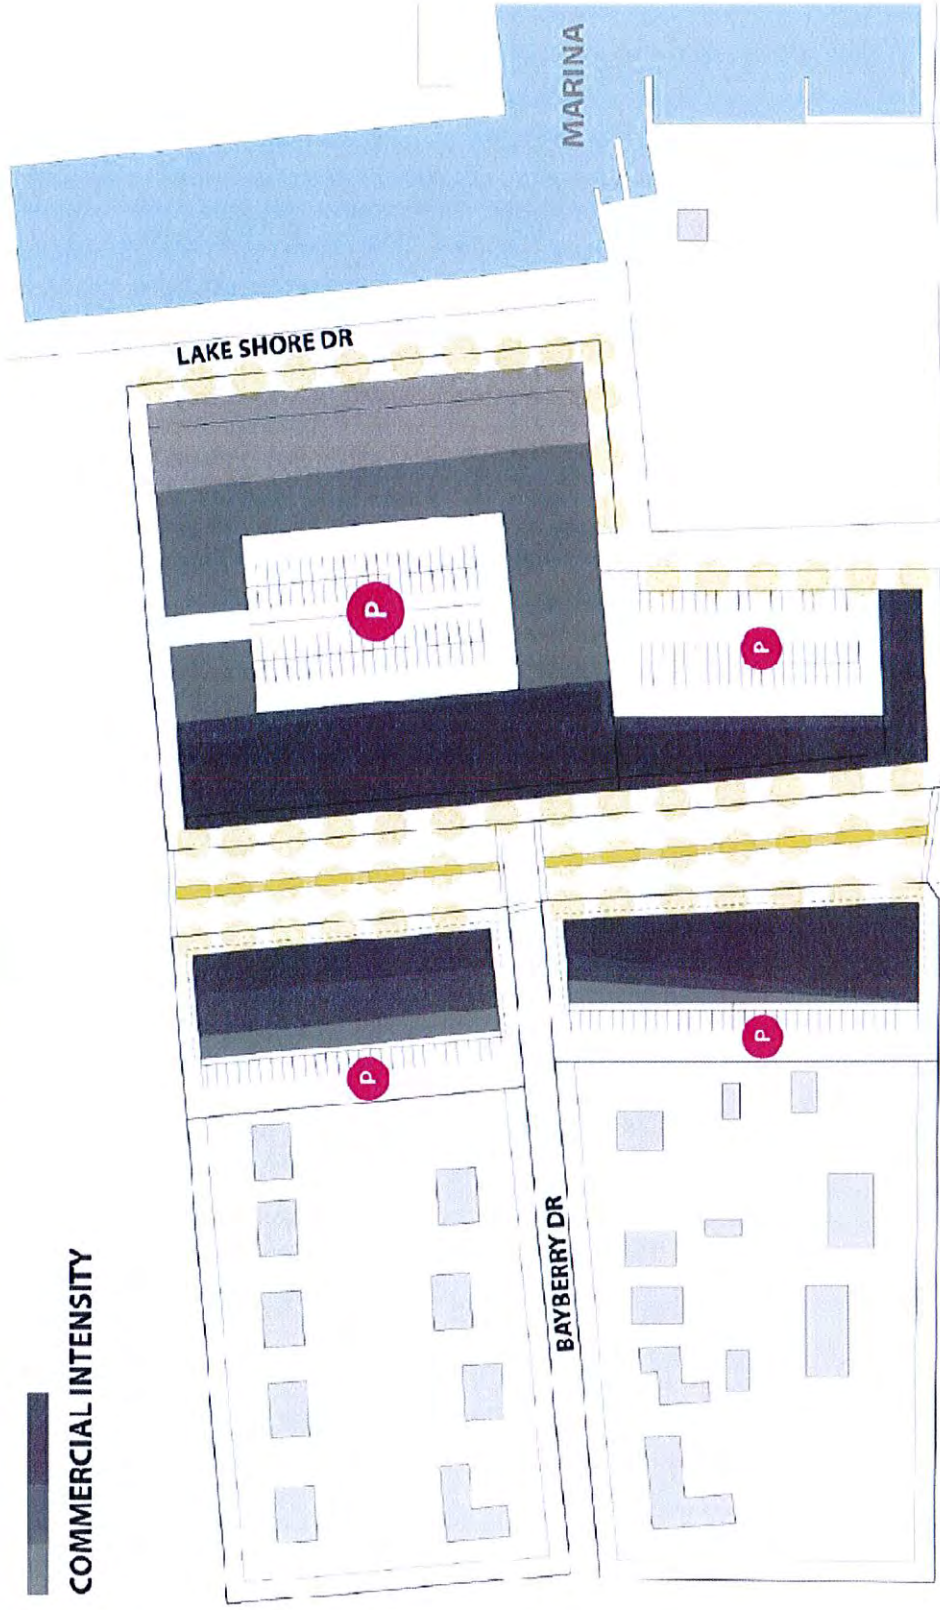 MARINA
LAKE SHORE DR
P
P
P
P
BAYBERRY DR
COMMERCIAL INTENSITY